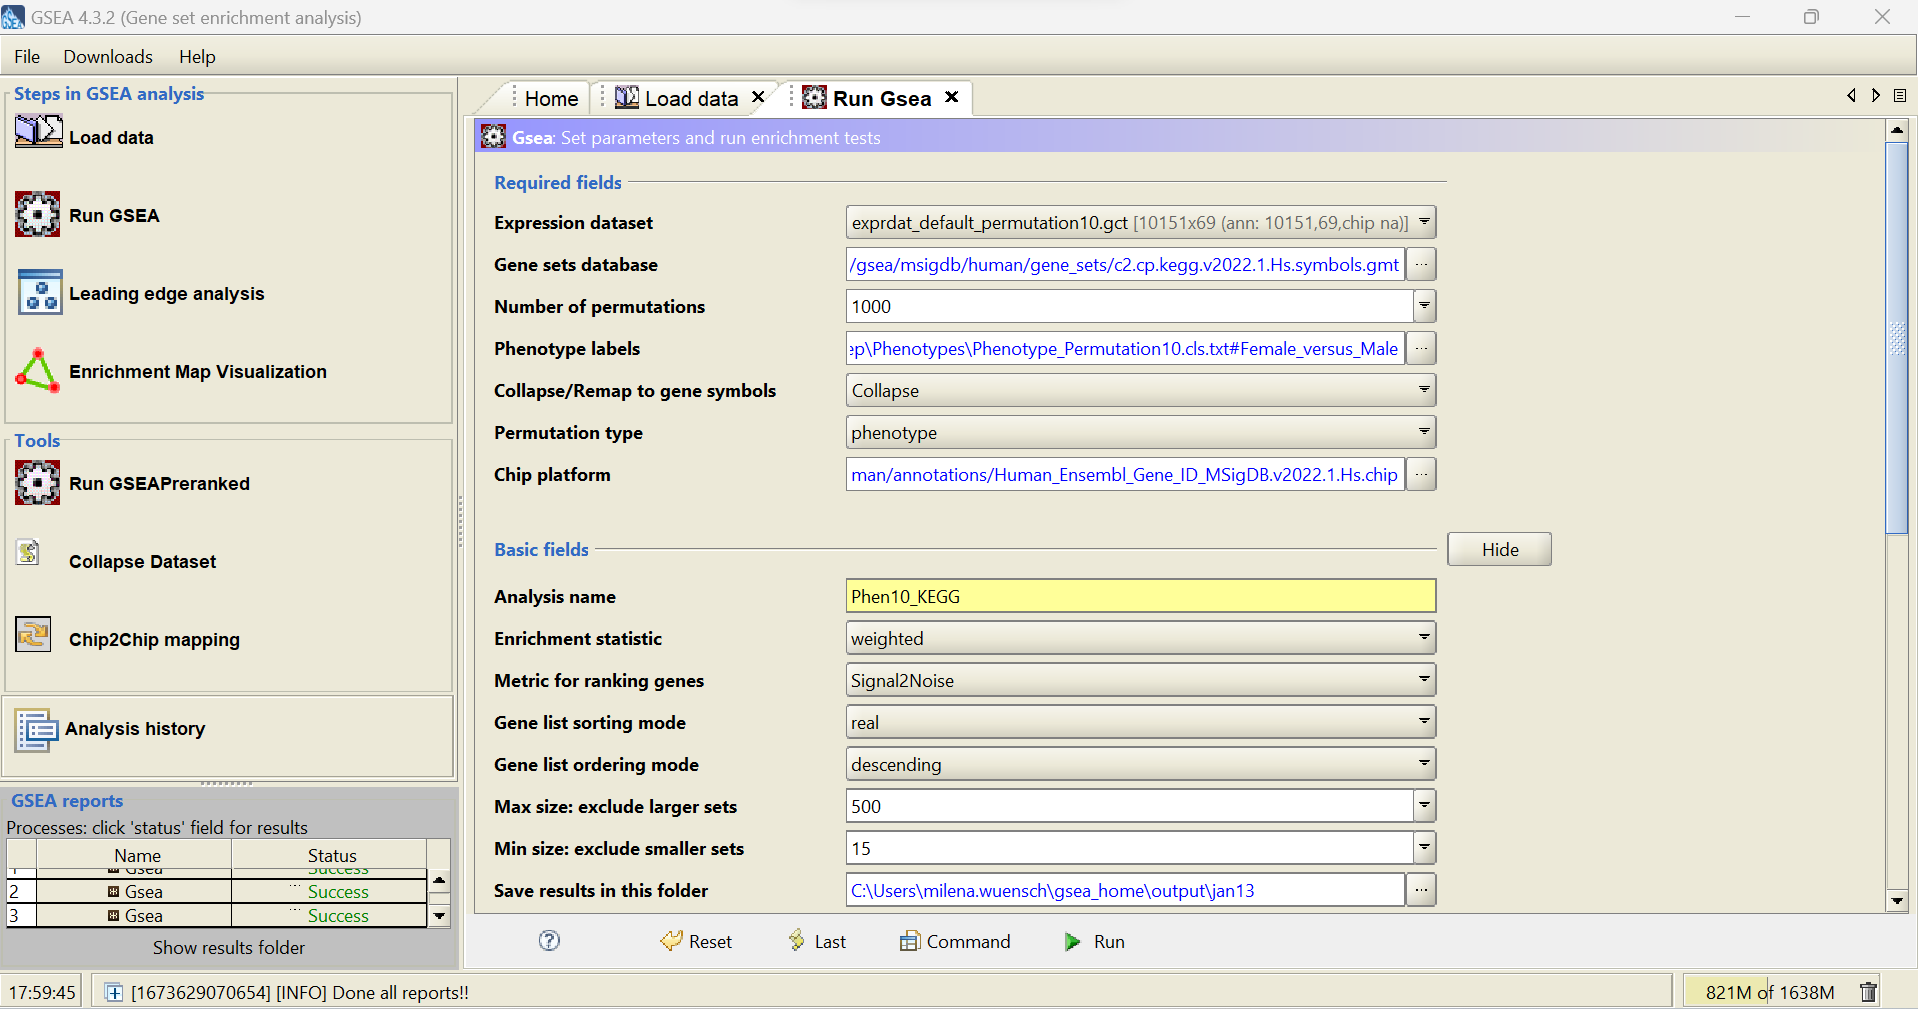 GSEA 4.3.2 (Gene set enrichment analysis)
File Downloads Help
Steps in GSEA analysis
Load data
Run GSEA
Leading edge analysis
Enrichment Map Visualization
Tools
Run GSEAPreranked
Collapse Dataset
Chip2Chip mapping
Analysis history
GSEA reports
Processes: click 'status' field for results
Name Status
1 Gsea Success
2 Gsea ... Success
3 Gsea ... Success
Show results folder
Home Load data Run Gsea
Gsea: Set parameters and run enrichment tests
Required fields
Expression dataset exprdat_default_permutation10.gct [10151x69 (ann: 10151,69,chip na)]
Gene sets database /gsea/msigdb/human/gene_sets/c2.cp.kegg.v2022.1.Hs.symbols.gmt ...
Number of permutations 1000
Phenotype labels ep\Phenotypes\Phenotype_Permutation10.cls.txt#Female_versus_Male ...
Collapse/Remap to gene symbols Collapse
Permutation type phenotype
Chip platform man/annotations/Human_Ensembl_Gene_ID_MSigDB.v2022.1.Hs.chip ...
Basic fields Hide
Analysis name Phen10_KEGG
Enrichment statistic weighted
Metric for ranking genes Signal2Noise
Gene list sorting mode real
Gene list ordering mode descending
Max size: exclude larger sets 500
Min size: exclude smaller sets 15
Save results in this folder C:\Users\milena.wuensch\gsea_home\output\jan13 ...
? Reset Last Command Run
17:59:45 [1673629070654] [INFO] Done all reports!! 821M of 1638M